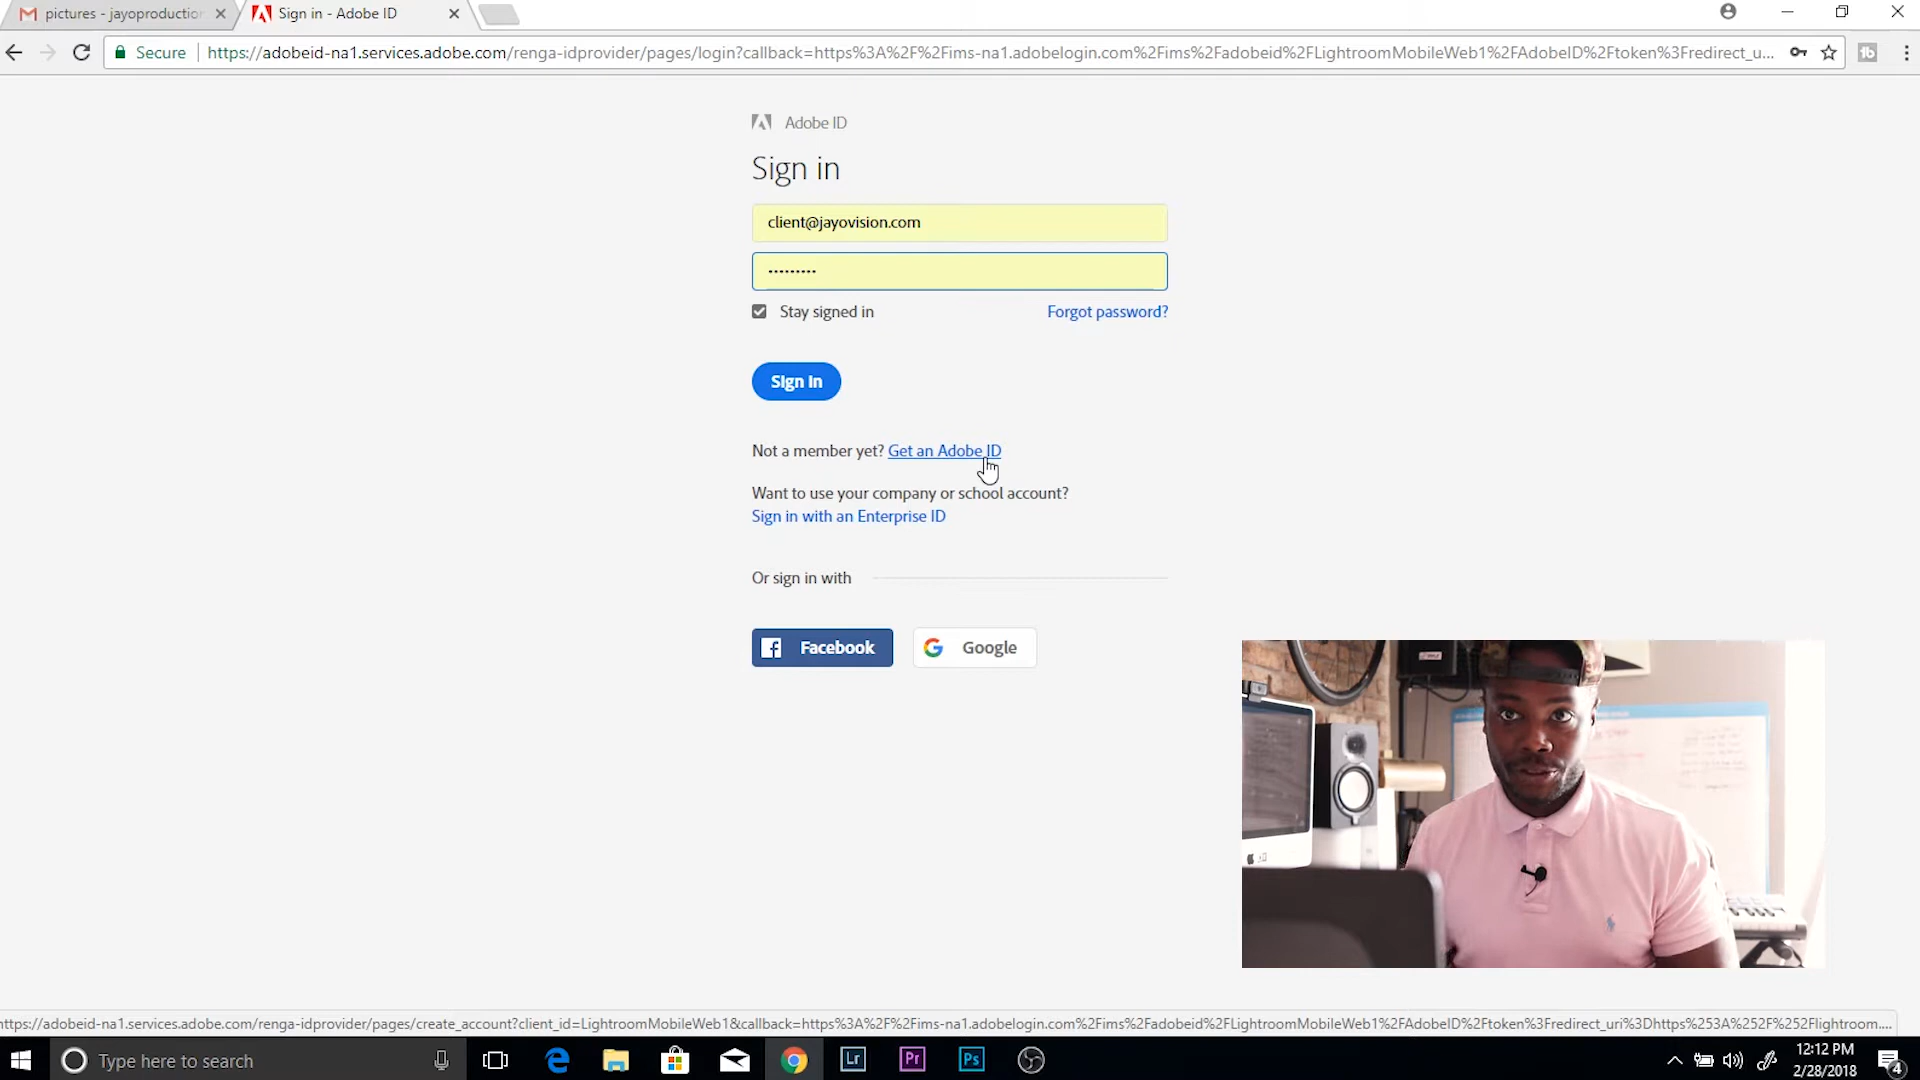 pictures - jayoproduction
Sign in - Adobe ID
Secure
https://adobeid-na1.services.adobe.com/renga-idprovider/pages/login?callback=https%3A%2F%2Fims-na1.adobelogin.com%2Fims%2Fadobeid%2FLightroomMobileWeb1%2FAdobeID%2Ftoken%3Fredirect_u...
Adobe ID
Sign in
client@jayovision.com
•••••••••
Stay signed in
Forgot password?
Sign in
Not a member yet? Get an Adobe ID
Want to use your company or school account?
Sign in with an Enterprise ID
Or sign in with
Facebook
Google
https://adobeid-na1.services.adobe.com/renga-idprovider/pages/create_account?client_id=LightroomMobileWeb1&callback=https%3A%2F%2Fims-na1.adobelogin.com%2Fims%2Fadobeid%2FLightroomMobileWeb1%2FAdobeID%2Ftoken%3Fredirect_uri%3Dhttps%253A%252F%252Flightroom....
Type here to search
Lr
Pr
Ps
12:12 PM
2/28/2018
4